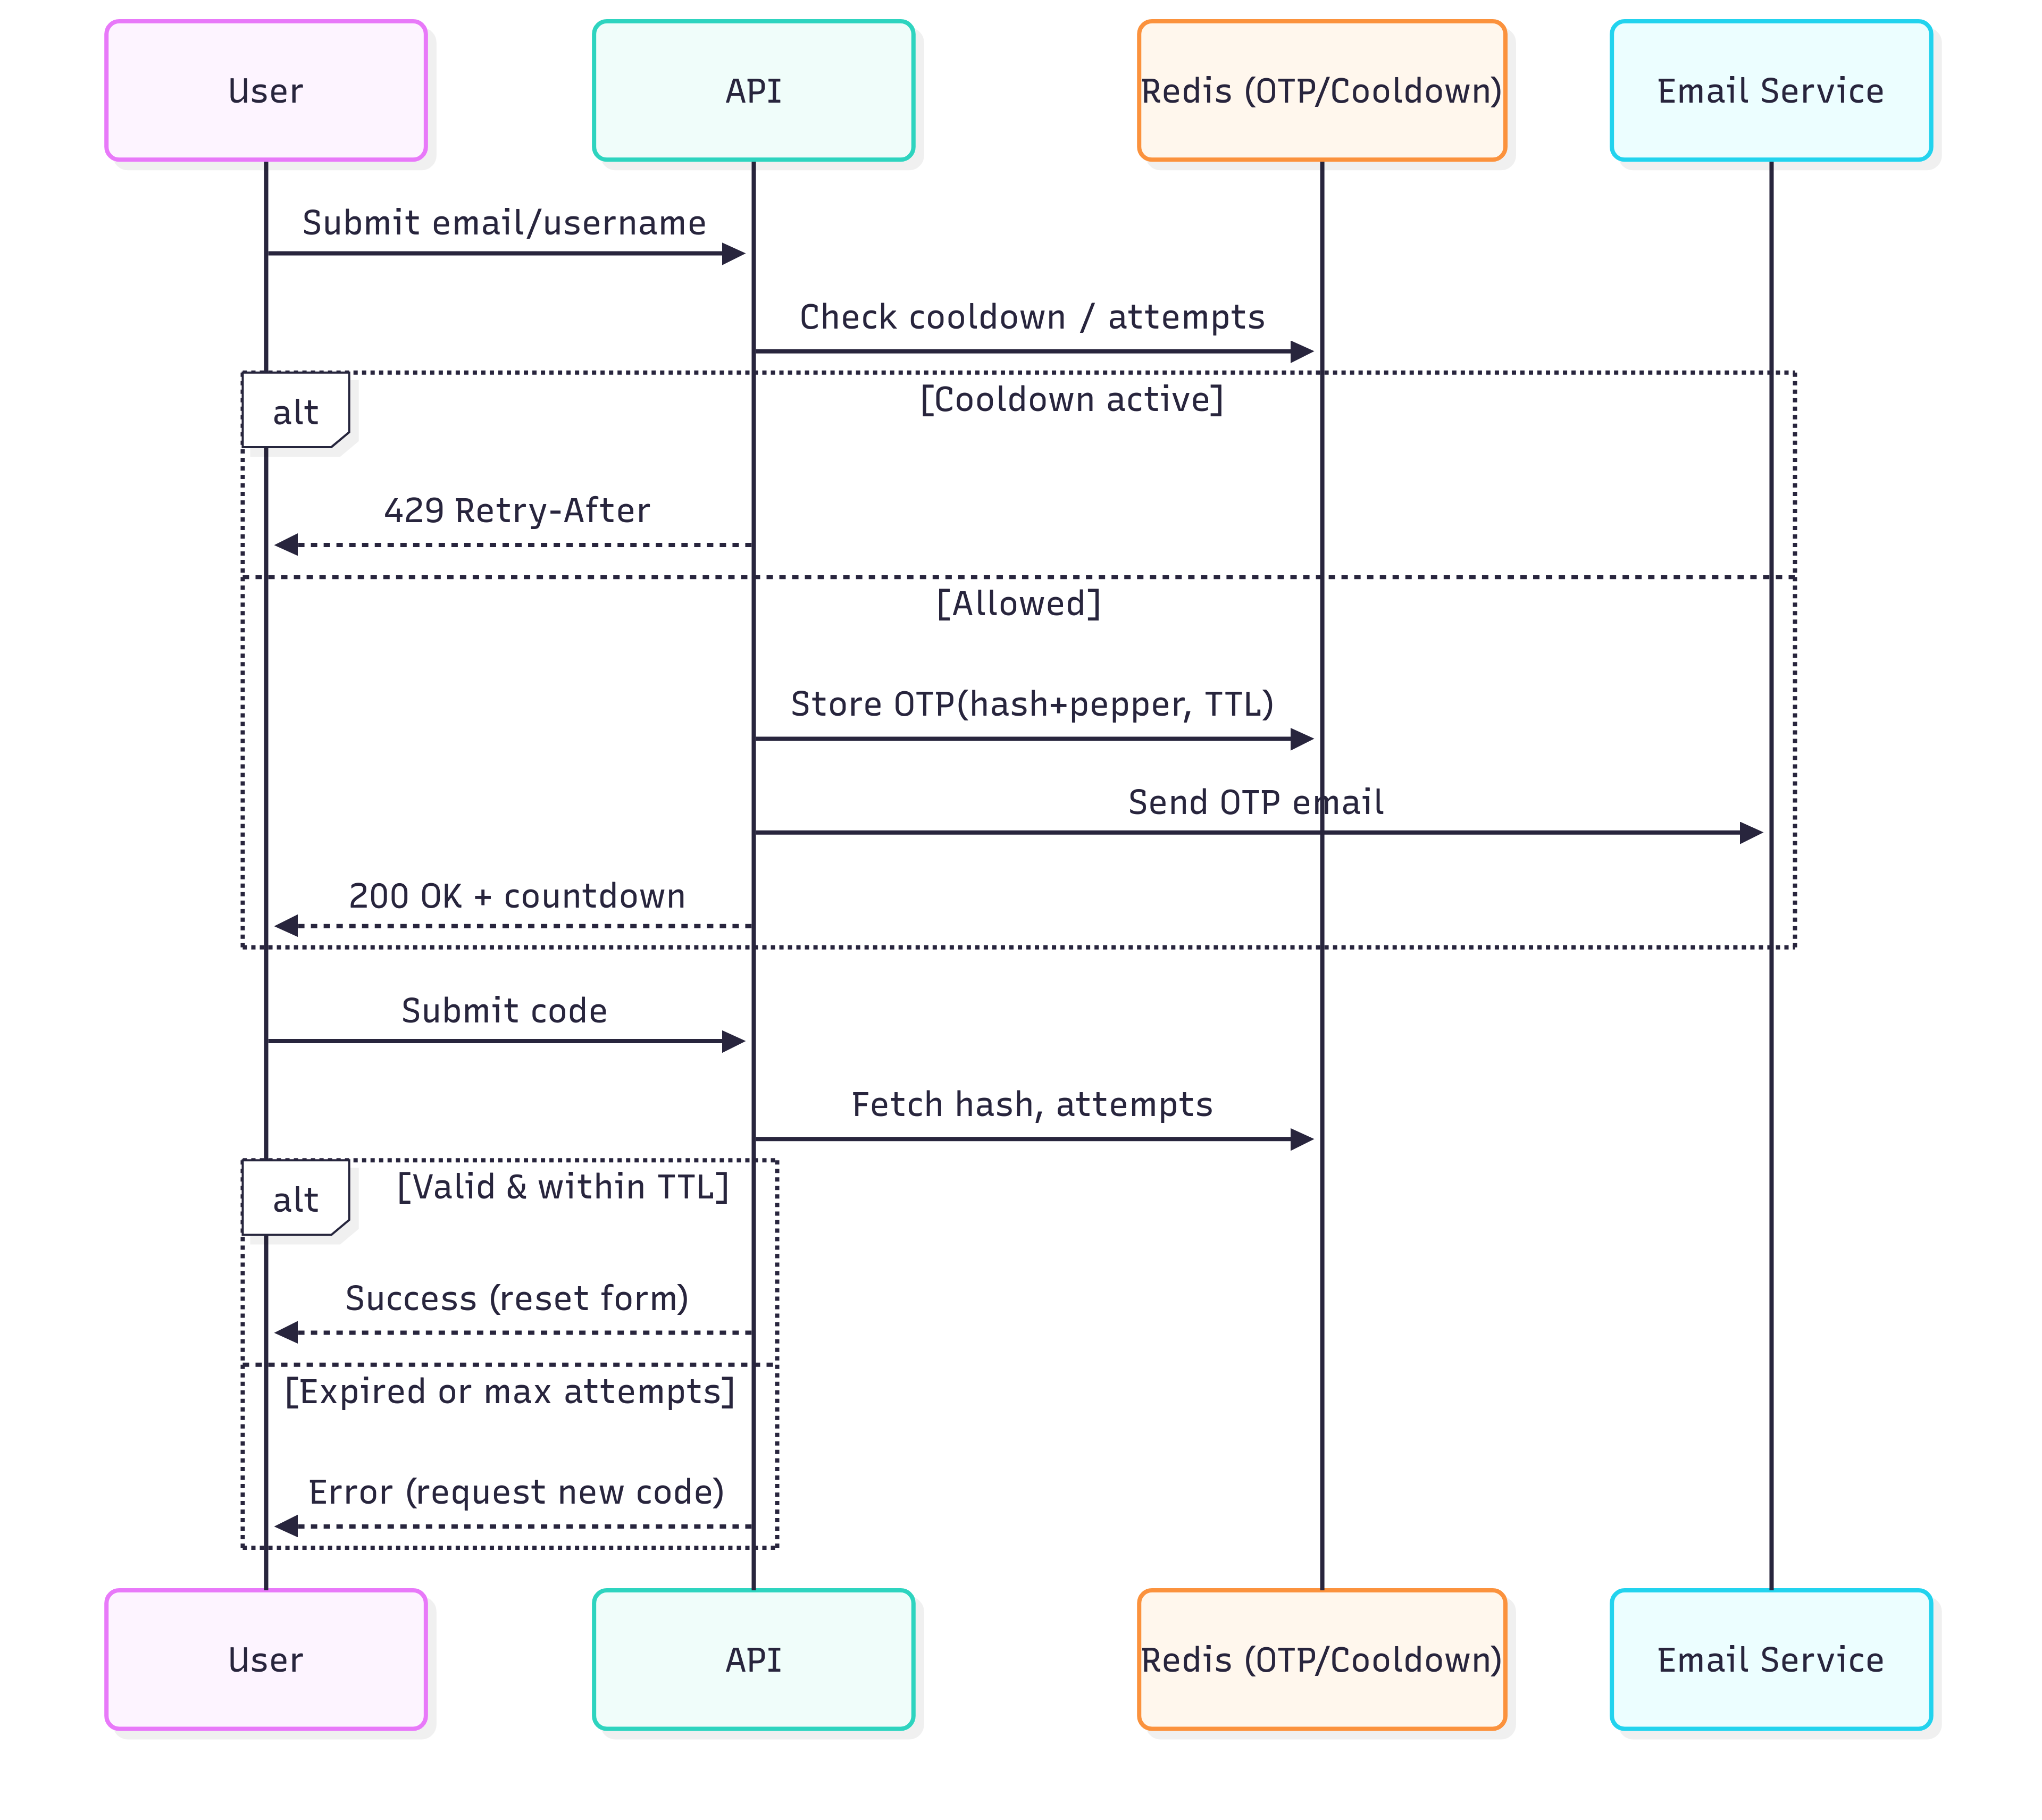 User
API
Redis (OTP/Cooldown)
Email Service
Submit email/username
Check cooldown / attempts
alt
[Cooldown active]
429 Retry-After
[Allowed]
Store OTP(hash+pepper, TTL)
Send OTP email
200 OK + countdown
Submit code
Fetch hash, attempts
alt
[Valid & within TTL]
Success (reset form)
[Expired or max attempts]
Error (request new code)
User
API
Redis (OTP/Cooldown)
Email Service